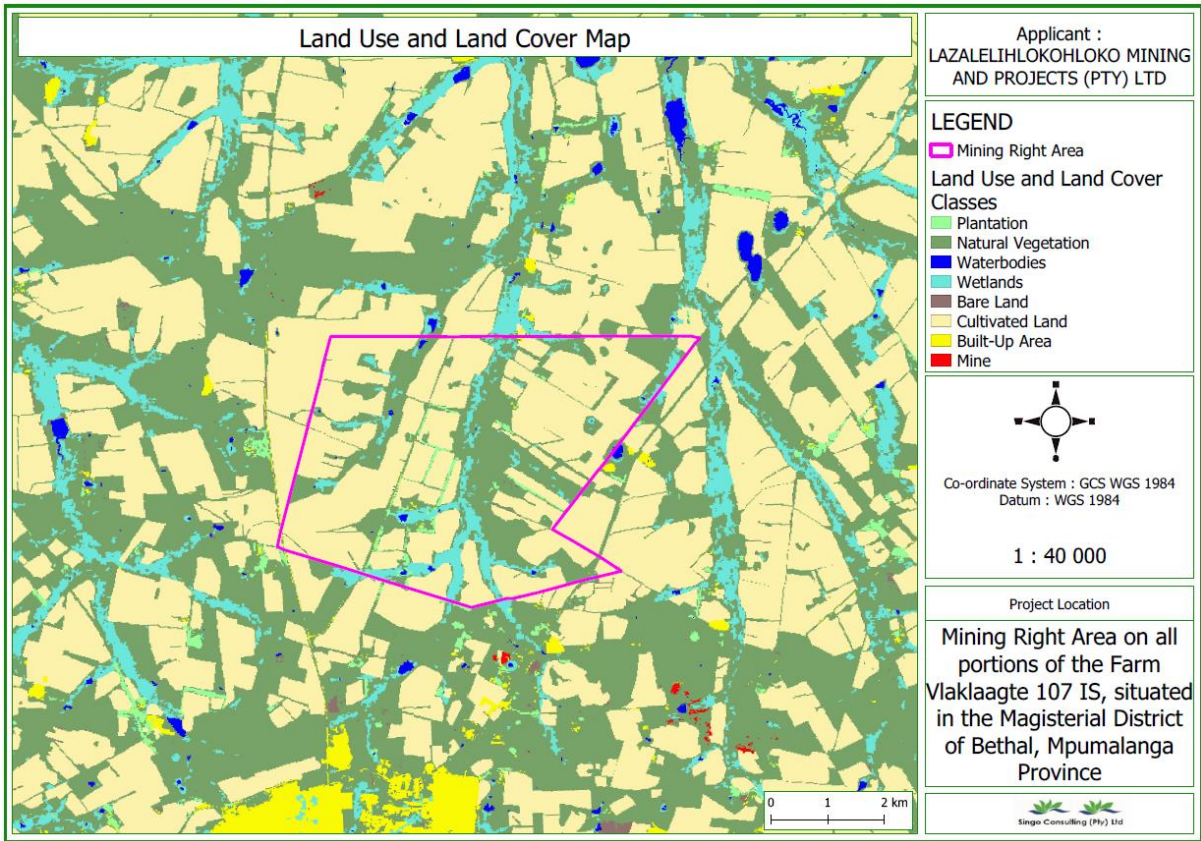 Land Use and Land Cover Map
Applicant :
LAZALELIHLOKOHLOKO MINING
AND PROJECTS (PTY) LTD
LEGEND
Mining Right Area
Land Use and Land Cover
Classes
Plantation
Natural Vegetation
Waterbodies
Wetlands
Bare Land
Cultivated Land
Built-Up Area
Mine
Co-ordinate System : GCS WGS 1984
Datum : WGS 1984
1 : 40 000
Project Location
Mining Right Area on all
portions of the Farm
Vlaklaagte 107 IS, situated
in the Magisterial District
of Bethal, Mpumalanga
Province
0 1 2 km
Singo Consulting (Pty) Ltd